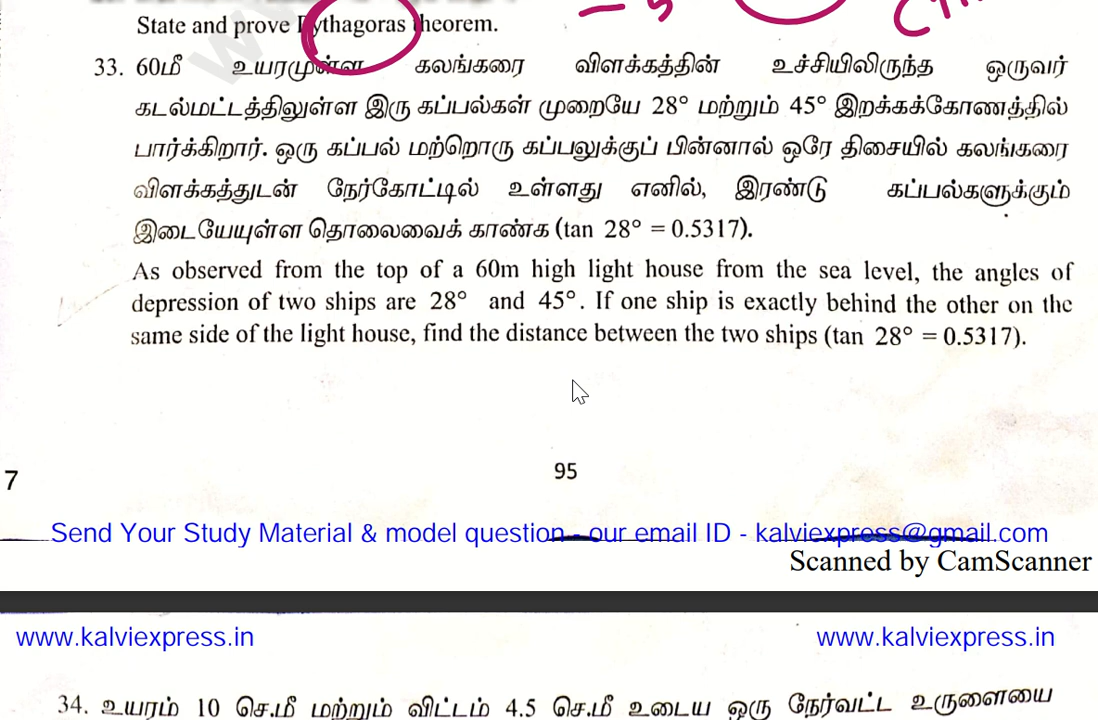 State and prove Pythagoras theorem.
33. 60மீ உயரமுள்ள கலங்கரை விளக்கத்தின் உச்சியிலிருந்த ஒருவர்
கடல்மட்டத்திலுள்ள இரு கப்பல்கள் முறையே 28° மற்றும் 45° இறக்கக்கோணத்தில்
பார்க்கிறார். ஒரு கப்பல் மற்றொரு கப்பலுக்குப் பின்னால் ஒரே திசையில் கலங்கரை
விளக்கத்துடன் நேர்கோட்டில் உள்ளது எனில், இரண்டு கப்பல்களுக்கும்
இடையேயுள்ள தொலைவைக் காண்க (tan 28° = 0.5317).
As observed from the top of a 60m high light house from the sea level, the angles of
depression of two ships are 28° and 45°. If one ship is exactly behind the other on the
same side of the light house, find the distance between the two ships (tan 28° = 0.5317).
7
95
Send Your Study Material & model question - our email ID - kalviexpress@gmail.com
Scanned by CamScanner
www.kalviexpress.in www.kalviexpress.in
34. உயரம் 10 செ.மீ மற்றும் விட்டம் 4.5 செ.மீ உடைய ஒரு நேர்வட்ட உருளையை